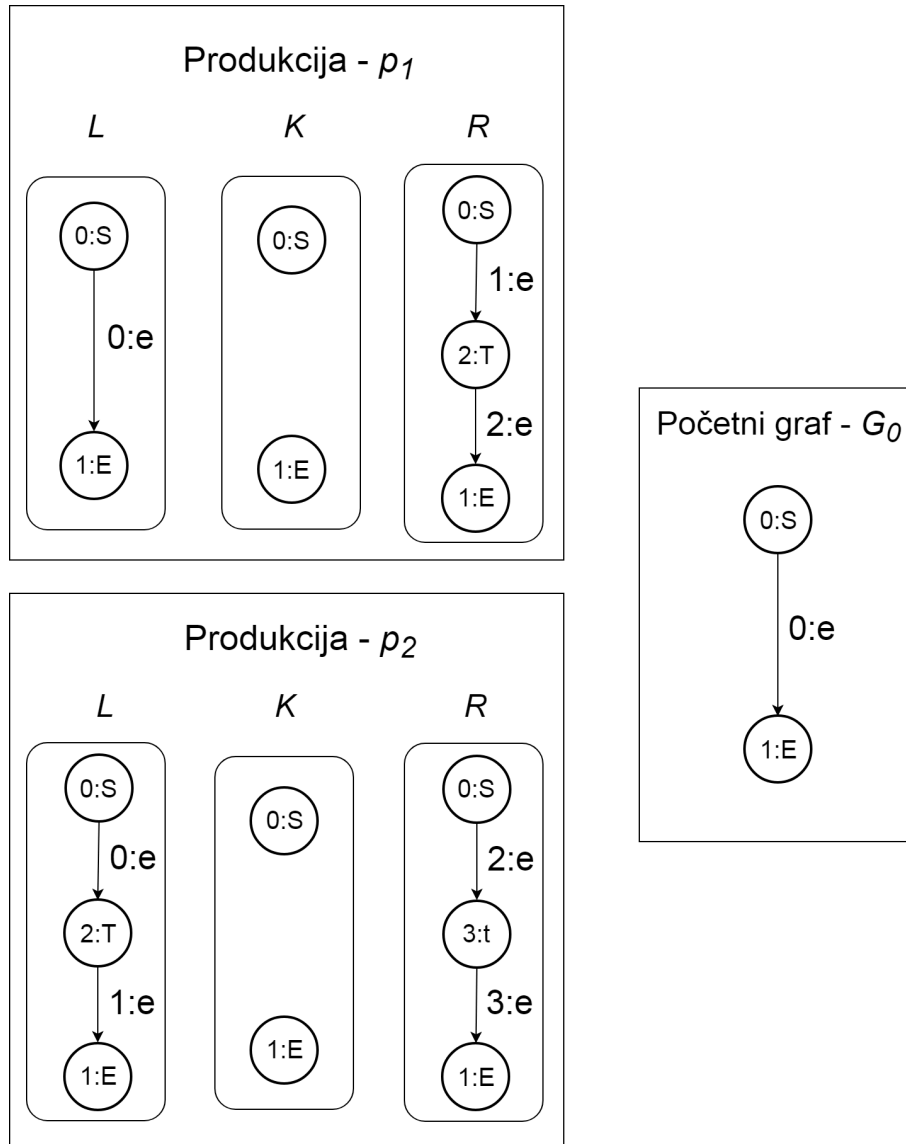 Produkcija - p1
L K R
0:S 0:S 0:S
0:e 1:e
2:T
2:e
1:E 1:E 1:E
Produkcija - p2
L K R
0:S 0:S 0:S
0:e 2:e
2:T 3:t
1:e 3:e
1:E 1:E 1:E
Početni graf - G0
0:S
0:e
1:E